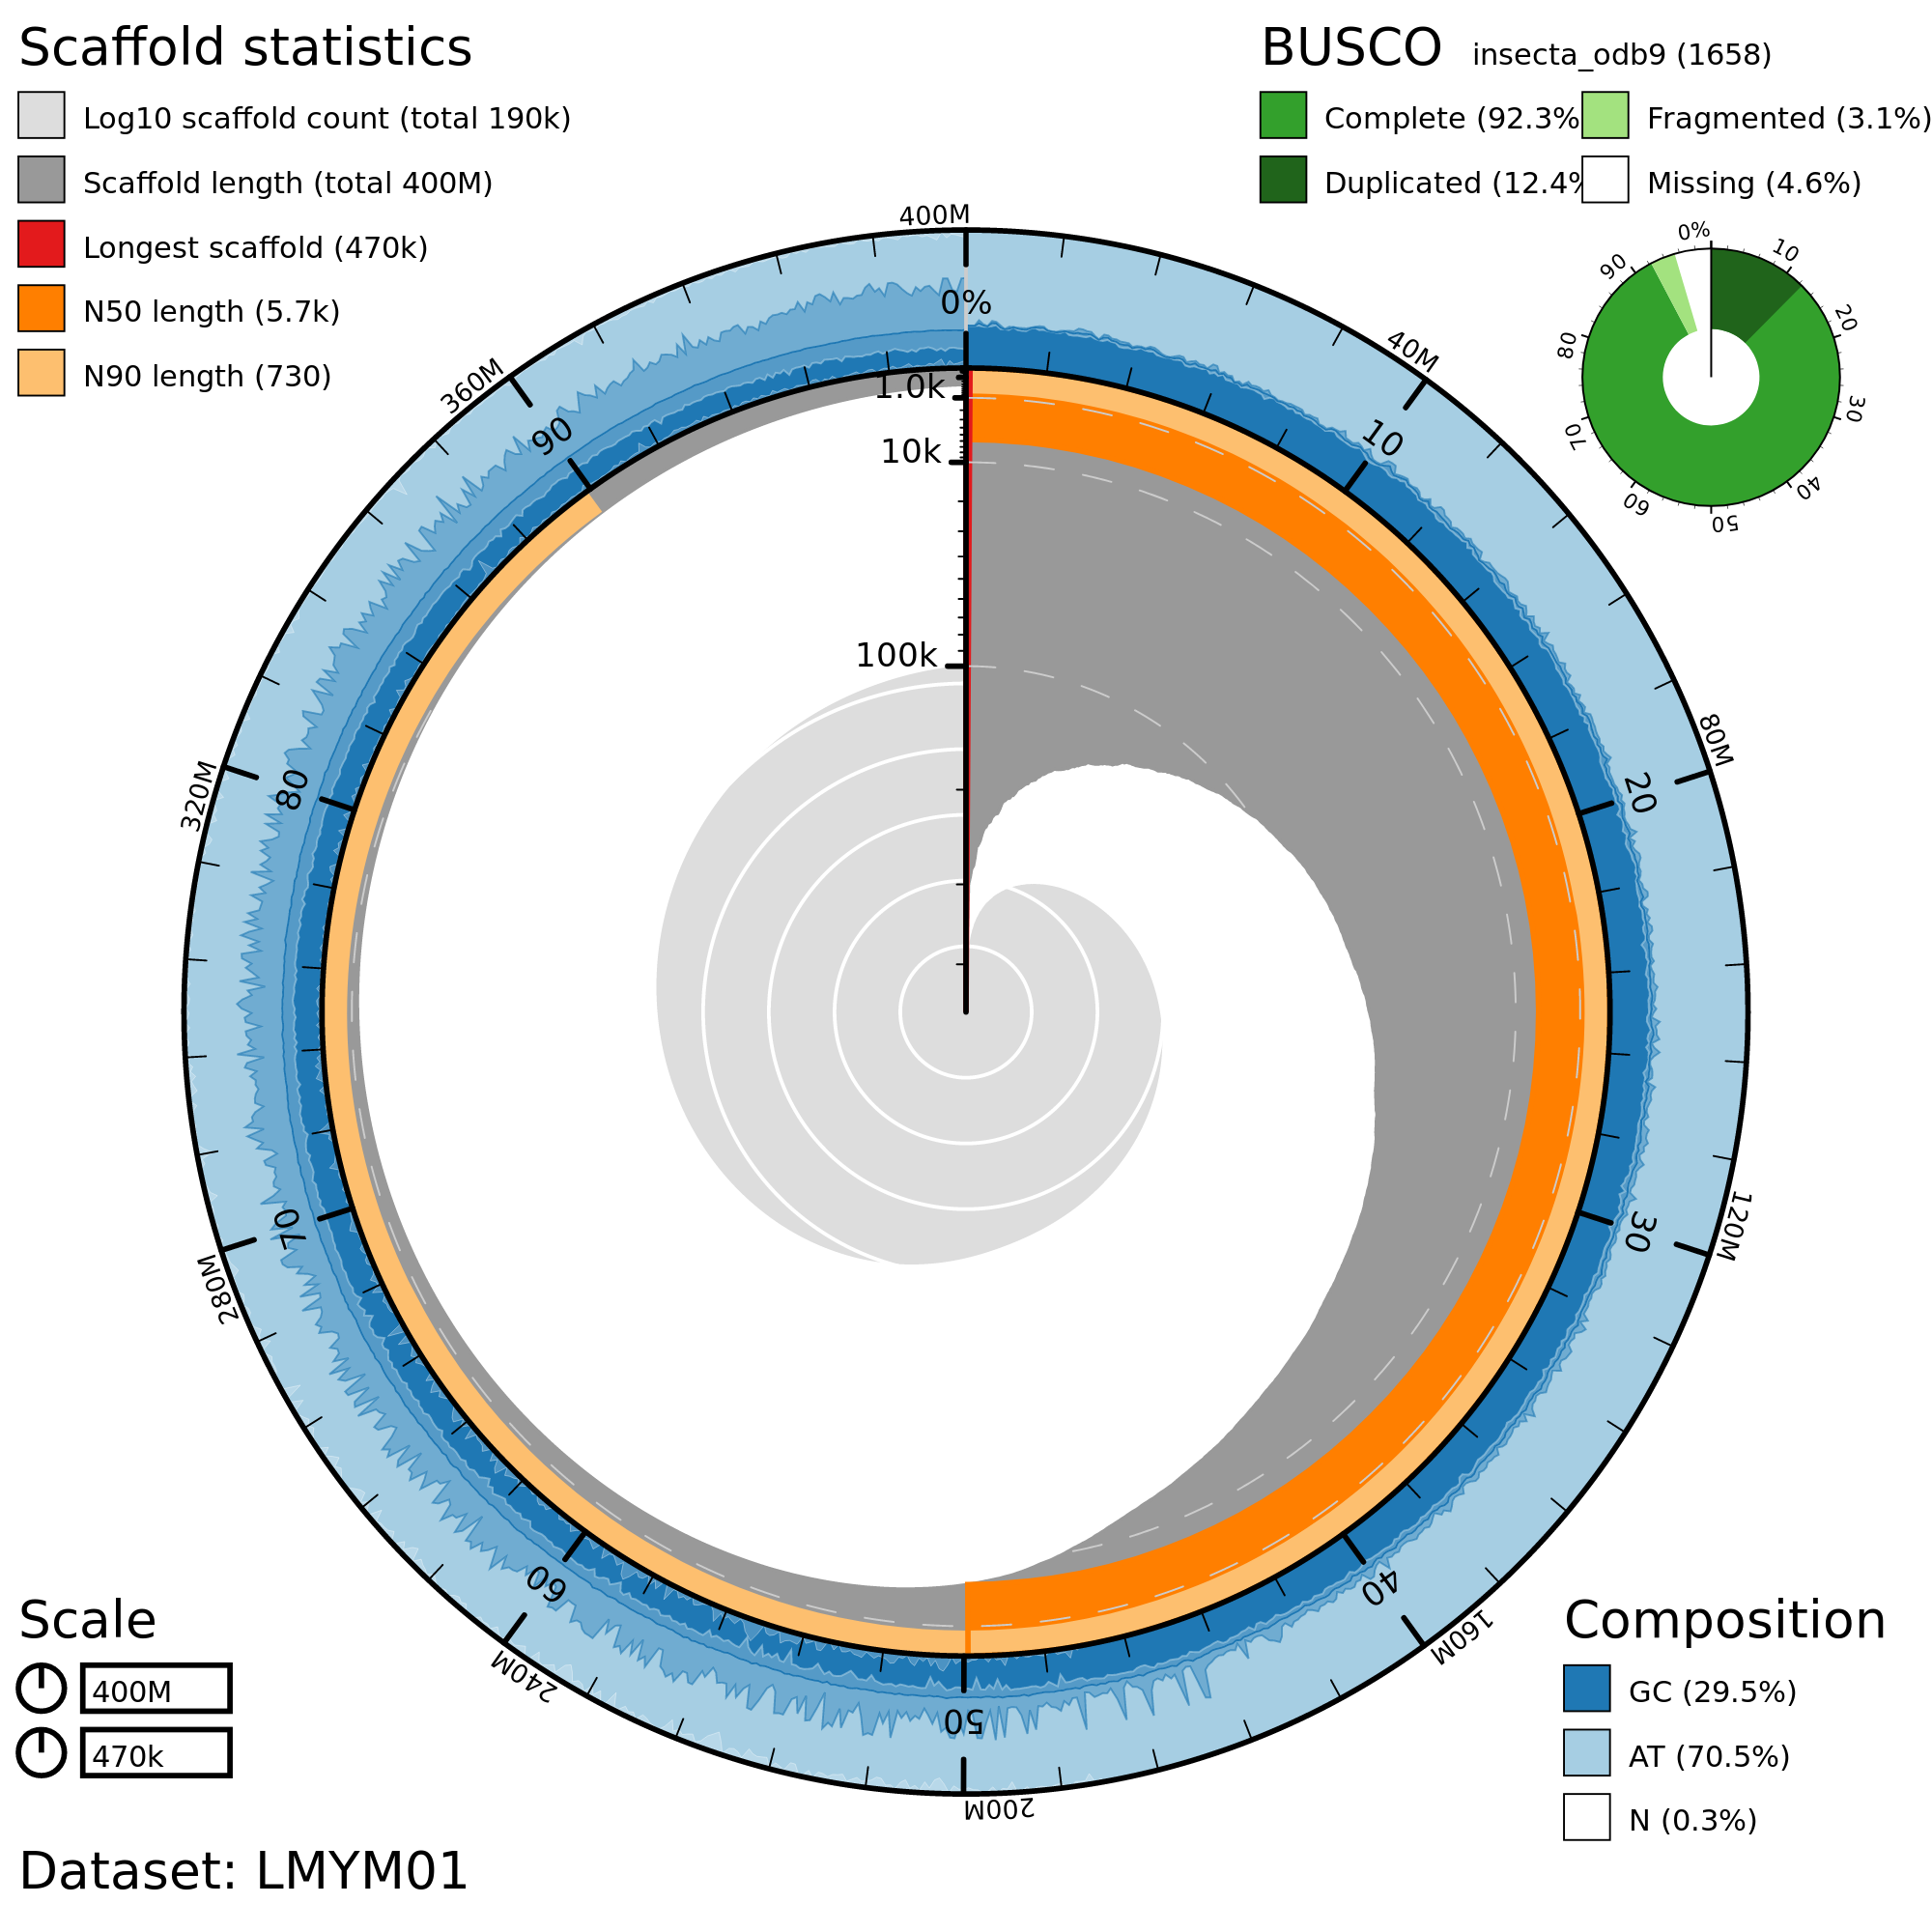 Scaffold statistics
Log10 scaffold count (total 190k)
Scaffold length (total 400M)
Longest scaffold (470k)
N50 length (5.7k)
N90 length (730)
BUSCO insecta_odb9 (1658)
Complete (92.3% Fragmented (3.1%)
Duplicated (12.4% Missing (4.6%)
0%
10
20
30
40
50
60
70
80
90
400M
40M
80M
120M
160M
200M
240M
280M
320M
360M
0%
10
20
30
40
50
60
70
80
90
1.0k
10k
100k
Scale
400M
470k
Composition
GC (29.5%)
AT (70.5%)
N (0.3%)
Dataset: LMYM01